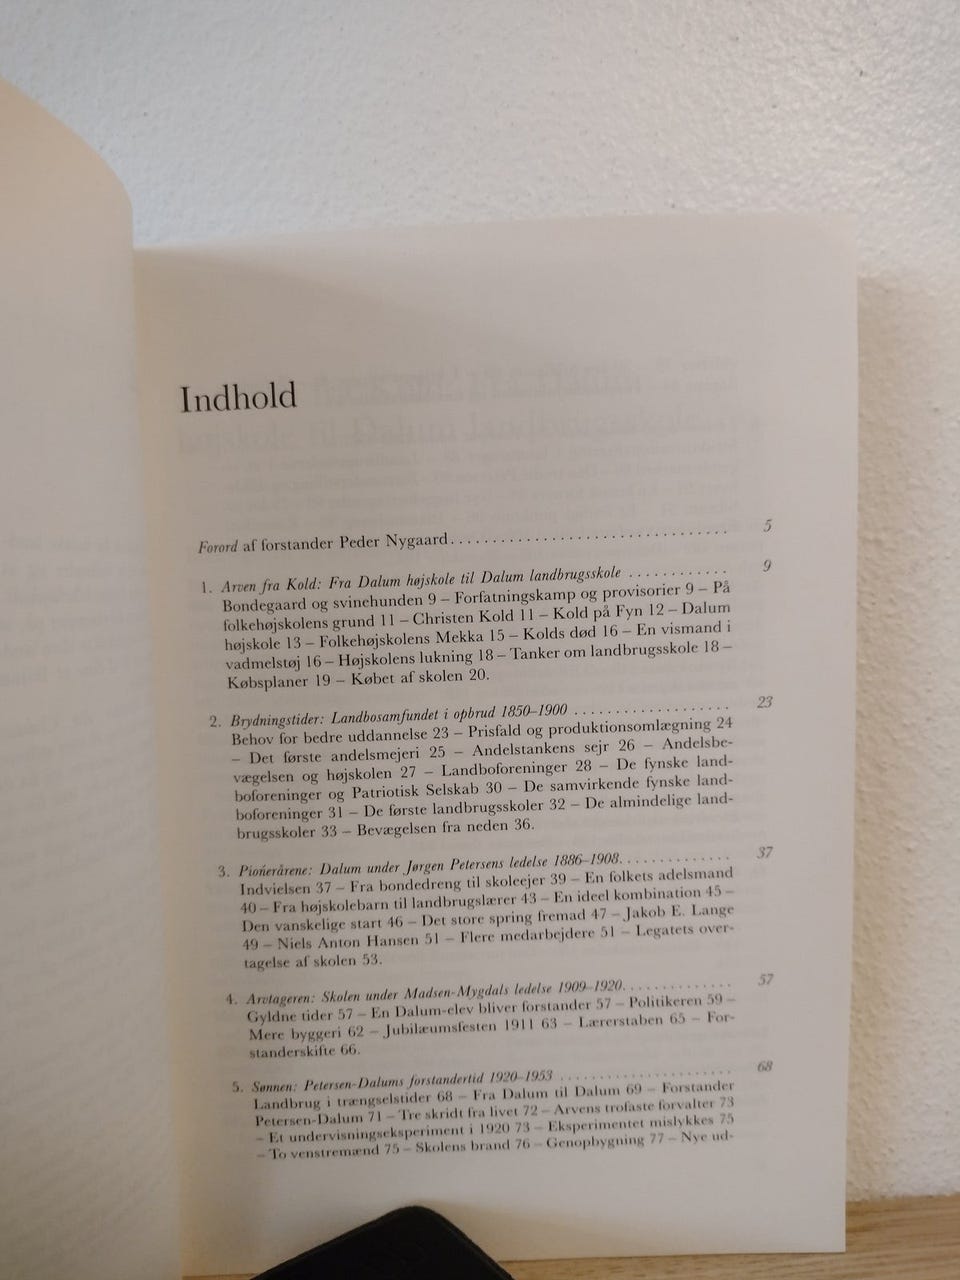 Indhold
Forord af forstander Peder Nygaard. . . . . . . . . . . . . . . . . . . . . . . . . . . . . . . 5
1. Arven fra Kold: Fra Dalum højskole til Dalum landbrugsskole . . . . . . . . . . . . 9
Bondegaard og svinehunden 9 – Forfatningskamp og provisorier 9 – På
folkehøjskolens grund 11 – Christen Kold 11 – Kold på Fyn 12 – Dalum
højskole 13 – Folkehøjskolens Mekka 15 – Kolds død 16 – En vismand i
vadmelstøj 16 – Højskolens lukning 18 – Tanker om landbrugsskole 18 –
Købsplaner 19 – Købet af skolen 20.
2. Brydningstider: Landbosamfundet i opbrud 1850–1900 . . . . . . . . . . . . . . . . . . 23
Behov for bedre uddannelse 23 – Prisfald og produktionsomlægning 24
– Det første andelsmejeri 25 – Andelstankens sejr 26 – Andelsbe-
vægelsen og højskolen 27 – Landboforeninger 28 – De fynske land-
boforeninger og Patriotisk Selskab 30 – De samvirkende fynske land-
boforeninger 31 – De første landbrugsskoler 32 – De almindelige land-
brugsskoler 33 – Bevægelsen fra neden 36.
3. Pionerårene: Dalum under Jørgen Petersens ledelse 1886–1908. . . . . . . . . . . . . 37
Indvielsen 37 – Fra bondedreng til skoleejer 39 – En folkets adelsmand
40 – Fra højskolebarn til landbrugslærer 43 – En ideel kombination 45 –
Den vanskelige start 46 – Det store spring fremad 47 – Jakob E. Lange
49 – Niels Anton Hansen 51 – Flere medarbejdere 51 – Legatets over-
tagelse af skolen 53.
4. Arvtageren: Skolen under Madsen-Mygdals ledelse 1909–1920. . . . . . . . . . . . . 57
Gyldne tider 57 – En Dalum-elev bliver forstander 57 – Politikeren 59 –
Mere byggeri 62 – Jubilæumsfesten 1911 63 – Lærerstaben 65 – For-
standerskifte 66.
5. Sønnen: Petersen-Dalums forstandertid 1920–1953 . . . . . . . . . . . . . . . . . . . . 68
Landbrug i trængselstider 68 – Fra Dalum til Dalum 69 – Forstander
Petersen-Dalum 71 – Tre skridt fra livet 72 – Arvens trofaste forvalter 73
– Et undervisningseksperiment i 1920 73 – Eksperimentet mislykkes 75
– To venstremænd 75 – Skolens brand 76 – Genopbygning 77 – Nye ud-